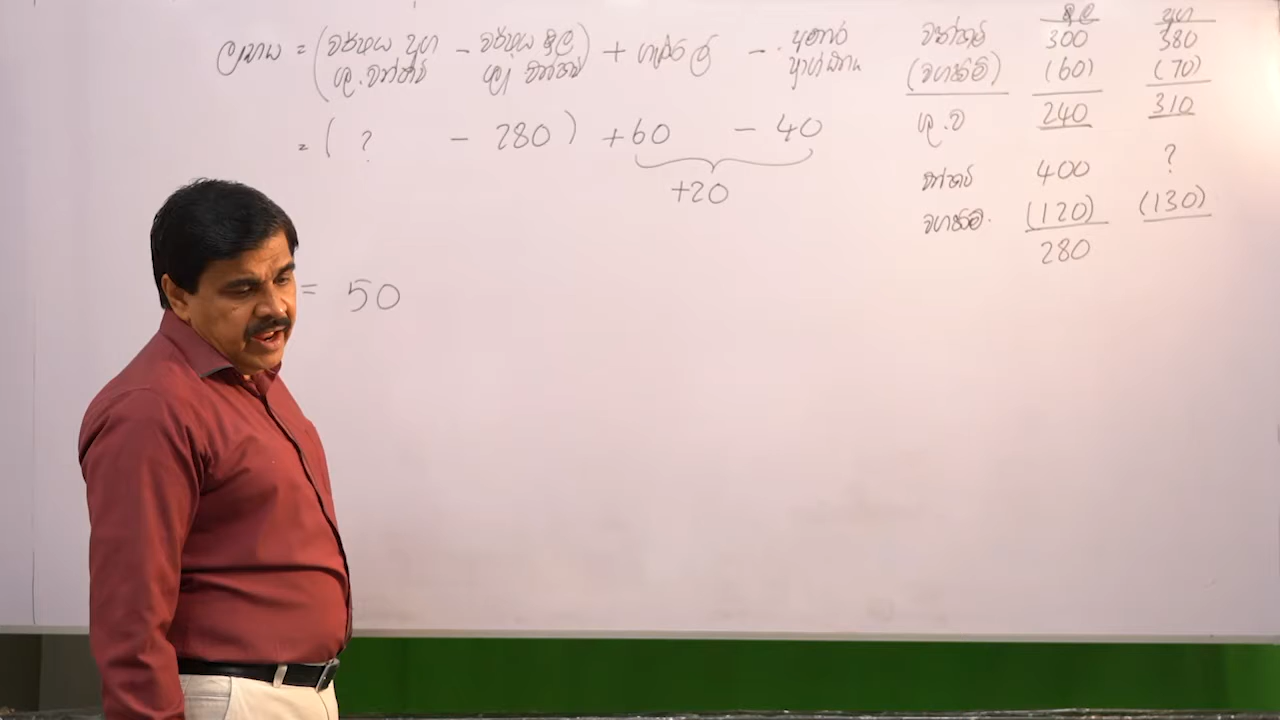 ලාභය = (වර්ෂය අග - වර්ෂය මුල) + ගැනිලි - අමතර
ශු. වත්කම් ශු. වත්කම් ප්‍රාග්ධනය
= ( ? - 280 ) + 60 - 40
+20
= 50
මුල අග
වත්කම් 300 380
(වගකීම්) (60) (70)
ශු.ව 240 310
වත්කම් 400 ?
වගකීම් (120) (130)
280